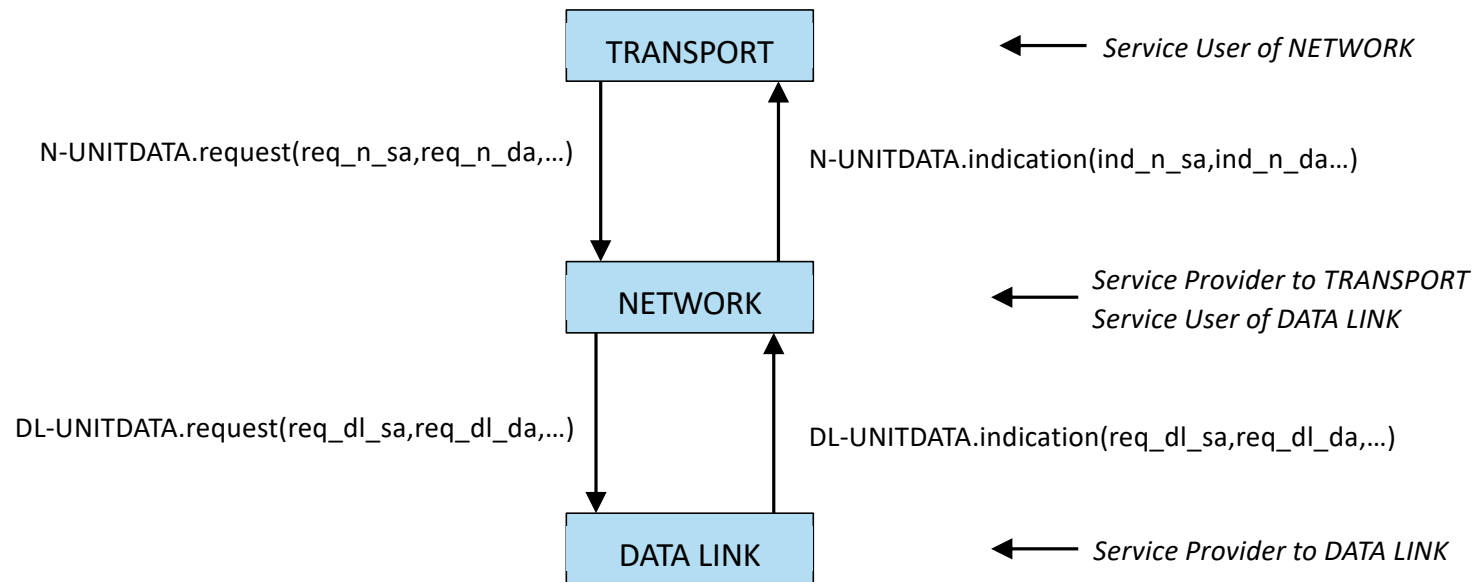 TRANSPORT
Service User of NETWORK
N-UNITDATA.request(req_n_sa,req_n_da,…)
N-UNITDATA.indication(ind_n_sa,ind_n_da…)
NETWORK
Service Provider to TRANSPORT
Service User of DATA LINK
DL-UNITDATA.request(req_dl_sa,req_dl_da,…)
DL-UNITDATA.indication(req_dl_sa,req_dl_da,…)
DATA LINK
Service Provider to DATA LINK